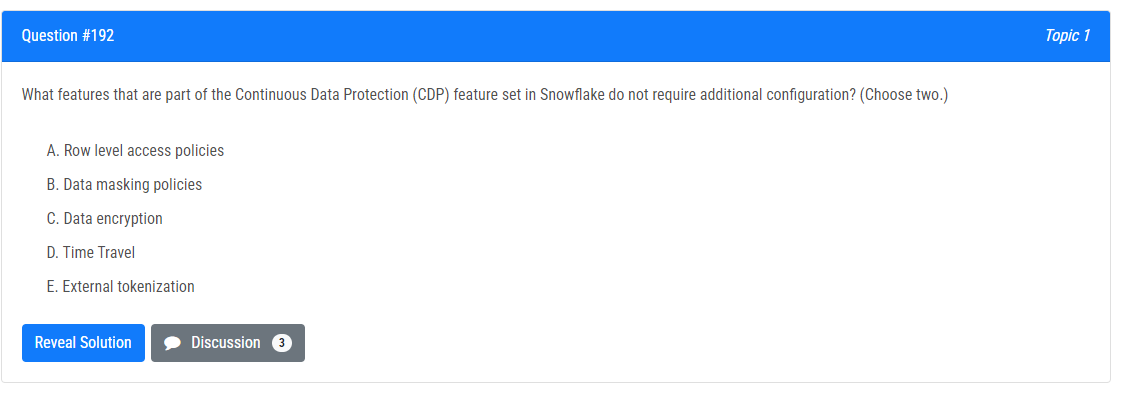 Question #192
Topic 1
What features that are part of the Continuous Data Protection (CDP) feature set in Snowflake do not require additional configuration? (Choose two.)
A. Row level access policies
B. Data masking policies
C. Data encryption
D. Time Travel
E. External tokenization
Reveal Solution
Discussion 3